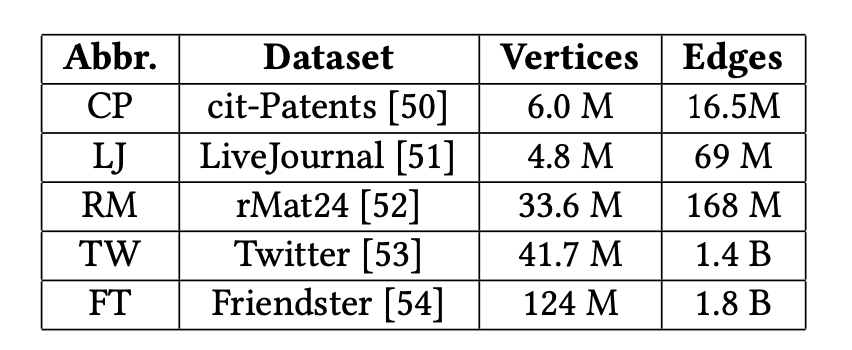 Abbr. Dataset Vertices Edges
CP cit-Patents [50] 6.0 M 16.5M
LJ LiveJournal [51] 4.8 M 69 M
RM rMat24 [52] 33.6 M 168 M
TW Twitter [53] 41.7 M 1.4 B
FT Friendster [54] 124 M 1.8 B